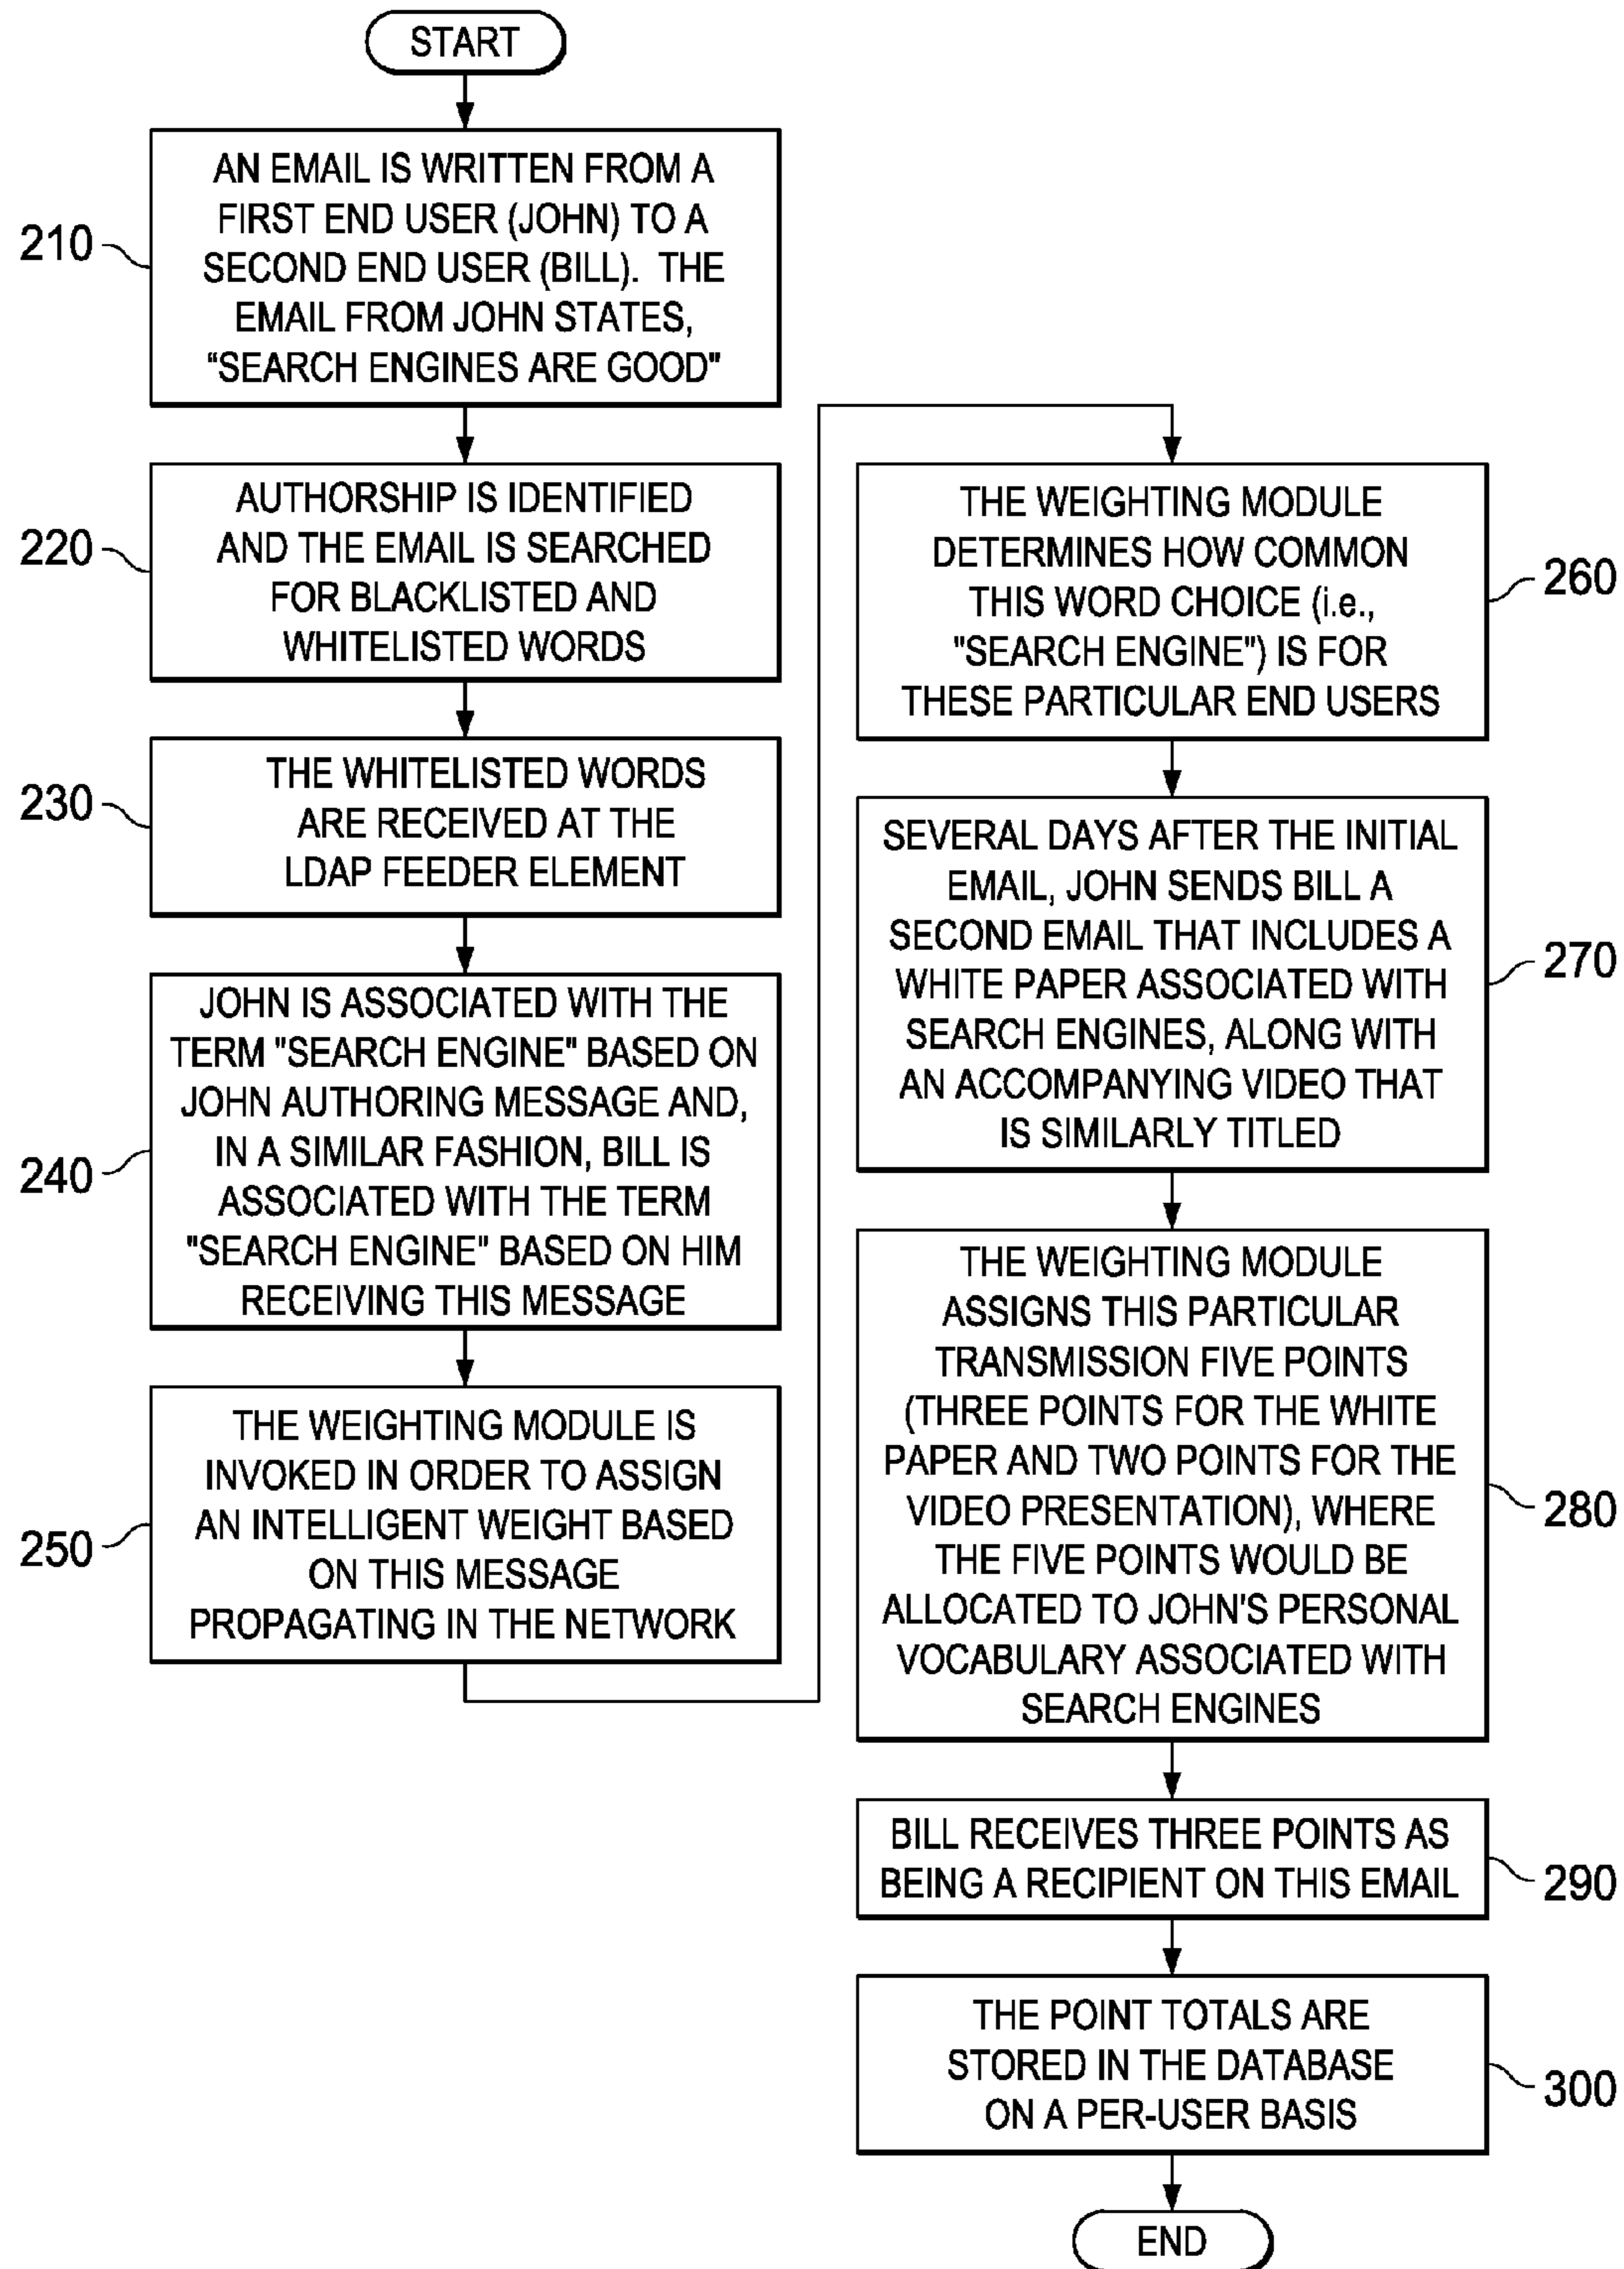 START
210
AN EMAIL IS WRITTEN FROM A
FIRST END USER (JOHN) TO A
SECOND END USER (BILL). THE
EMAIL FROM JOHN STATES,
“SEARCH ENGINES ARE GOOD"
220
AUTHORSHIP IS IDENTIFIED
AND THE EMAIL IS SEARCHED
FOR BLACKLISTED AND
WHITELISTED WORDS
230
THE WHITELISTED WORDS
ARE RECEIVED AT THE
LDAP FEEDER ELEMENT
240
JOHN IS ASSOCIATED WITH THE
TERM "SEARCH ENGINE" BASED ON
JOHN AUTHORING MESSAGE AND,
IN A SIMILAR FASHION, BILL IS
ASSOCIATED WITH THE TERM
"SEARCH ENGINE" BASED ON HIM
RECEIVING THIS MESSAGE
250
THE WEIGHTING MODULE IS
INVOKED IN ORDER TO ASSIGN
AN INTELLIGENT WEIGHT BASED
ON THIS MESSAGE
PROPAGATING IN THE NETWORK
THE WEIGHTING MODULE
DETERMINES HOW COMMON
THIS WORD CHOICE (i.e.,
"SEARCH ENGINE") IS FOR
THESE PARTICULAR END USERS
260
SEVERAL DAYS AFTER THE INITIAL
EMAIL, JOHN SENDS BILL A
SECOND EMAIL THAT INCLUDES A
WHITE PAPER ASSOCIATED WITH
SEARCH ENGINES, ALONG WITH
AN ACCOMPANYING VIDEO THAT
IS SIMILARLY TITLED
270
THE WEIGHTING MODULE
ASSIGNS THIS PARTICULAR
TRANSMISSION FIVE POINTS
(THREE POINTS FOR THE WHITE
PAPER AND TWO POINTS FOR THE
VIDEO PRESENTATION), WHERE
THE FIVE POINTS WOULD BE
ALLOCATED TO JOHN'S PERSONAL
VOCABULARY ASSOCIATED WITH
SEARCH ENGINES
280
BILL RECEIVES THREE POINTS AS
BEING A RECIPIENT ON THIS EMAIL
290
THE POINT TOTALS ARE
STORED IN THE DATABASE
ON A PER-USER BASIS
300
END